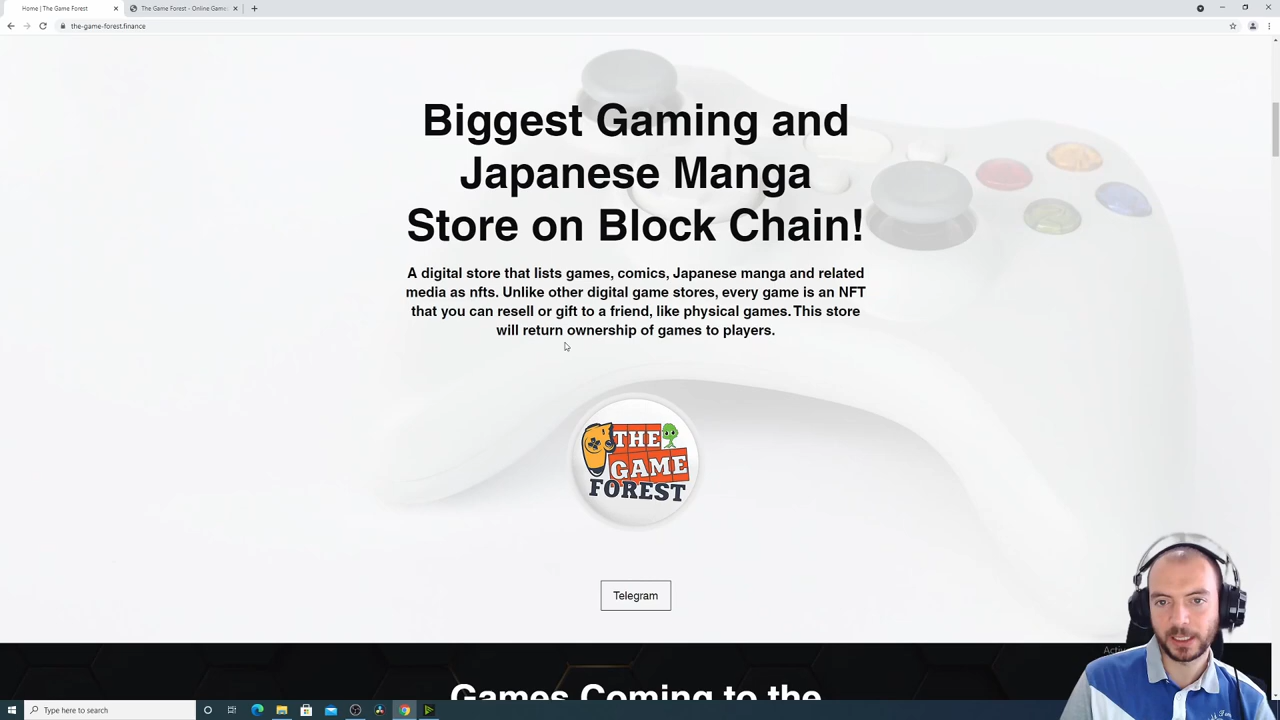 Home | The Game Forest
The Game Forest - Online Game
the-game-forest.finance
Biggest Gaming and
Japanese Manga
Store on Block Chain!
A digital store that lists games, comics, Japanese manga and related
media as nfts. Unlike other digital game stores, every game is an NFT
that you can resell or gift to a friend, like physical games. This store
will return ownership of games to players.
THE
GAME
FOREST
Telegram
Games Coming to the
Type here to search